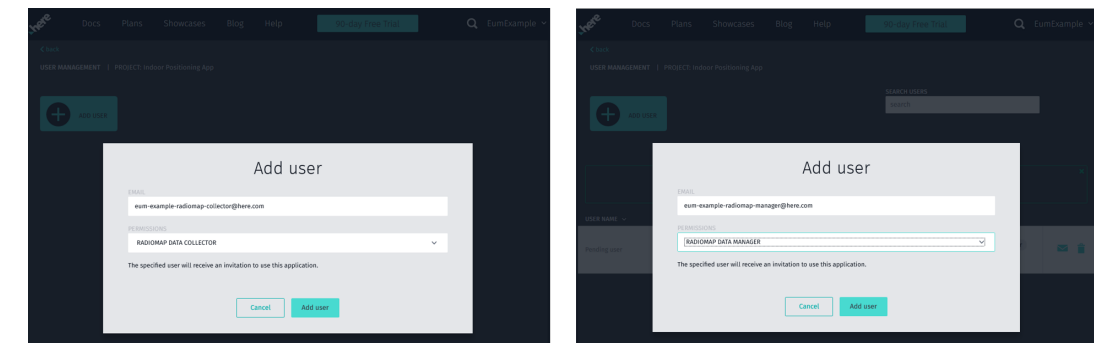 here
Docs Plans Showcases Blog Help 90-day Free Trial EumExample
< Back
USER MANAGEMENT | PROJECT: Indoor Positioning App
ADD USER
Add user
EMAIL
eum-example-radiomap-collector@here.com
PERMISSIONS
RADIOMAP DATA COLLECTOR
The specified user will receive an invitation to use this application.
Cancel Add user
here
Docs Plans Showcases Blog Help 90-day Free Trial EumExample
< Back
USER MANAGEMENT | PROJECT: Indoor Positioning App
SEARCH USERS
Search
ADD USER
Add user
EMAIL
eum-example-radiomap-manager@here.com
USER NAME
PERMISSIONS
RADIOMAP DATA MANAGER
Pending user
The specified user will receive an invitation to use this application.
Cancel Add user